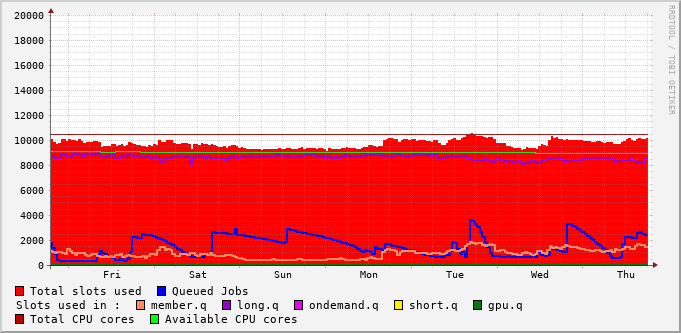 20000
18000
16000
14000
12000
10000
8000
6000
4000
2000
0
Fri Sat Sun Mon Tue Wed Thu
Total slots used Queued Jobs
Slots used in : member.q long.q ondemand.q short.q gpu.q
Total CPU cores Available CPU cores
RRDTOOL / TOBI OETIKER